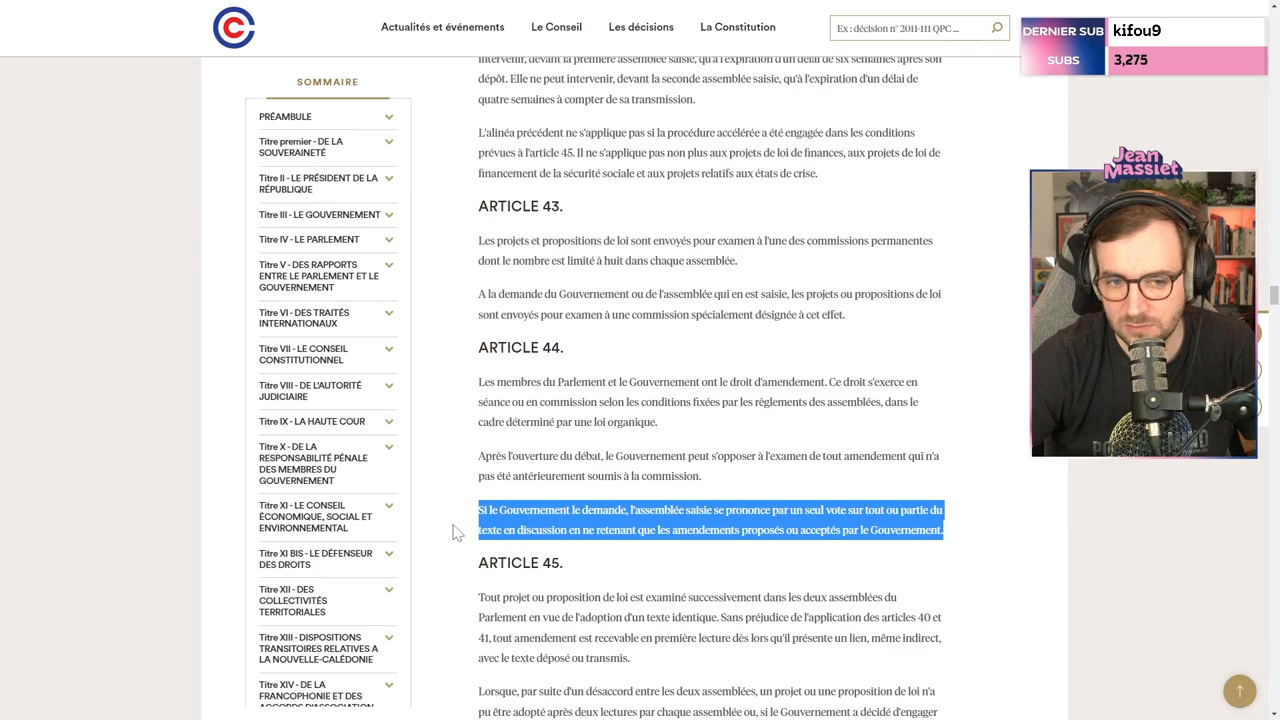 Actualités et événements
Le Conseil
Les décisions
La Constitution
Ex : décision n° 2011-111 QPC ...
DERNIER SUB
kifou9
SUBS
3,275
Jean
Massiet
SOMMAIRE
PRÉAMBULE
Titre premier - DE LA
SOUVERAINETÉ
Titre II - LE PRÉSIDENT DE LA
RÉPUBLIQUE
Titre III - LE GOUVERNEMENT
Titre IV - LE PARLEMENT
Titre V - DES RAPPORTS
ENTRE LE PARLEMENT ET LE
GOUVERNEMENT
Titre VI - DES TRAITÉS
INTERNATIONAUX
Titre VII - LE CONSEIL
CONSTITUTIONNEL
Titre VIII - DE L'AUTORITÉ
JUDICIAIRE
Titre IX - LA HAUTE COUR
Titre X - DE LA
RESPONSABILITÉ PÉNALE
DES MEMBRES DU
GOUVERNEMENT
Titre XI - LE CONSEIL
ÉCONOMIQUE, SOCIAL ET
ENVIRONNEMENTAL
Titre XI BIS - LE DÉFENSEUR
DES DROITS
Titre XII - DES
COLLECTIVITÉS
TERRITORIALES
Titre XIII - DISPOSITIONS
TRANSITOIRES RELATIVES A
LA NOUVELLE-CALÉDONIE
Titre XIV - DE LA
FRANCOPHONIE ET DES
ACCORDS D'ASSOCIATION
intervenir, devant la première assemblée saisie, qu'à l'expiration d'un délai de six semaines après son
dépôt. Elle ne peut intervenir, devant la seconde assemblée saisie, qu'à l'expiration d'un délai de
quatre semaines à compter de sa transmission.
L'alinéa précédent ne s'applique pas si la procédure accélérée a été engagée dans les conditions
prévues à l'article 45. Il ne s'applique pas non plus aux projets de loi de finances, aux projets de loi de
financement de la sécurité sociale et aux projets relatifs aux états de crise.
ARTICLE 43.
Les projets et propositions de loi sont envoyés pour examen à l'une des commissions permanentes
dont le nombre est limité à huit dans chaque assemblée.
A la demande du Gouvernement ou de l'assemblée qui en est saisie, les projets ou propositions de loi
sont envoyés pour examen à une commission spécialement désignée à cet effet.
ARTICLE 44.
Les membres du Parlement et le Gouvernement ont le droit d'amendement. Ce droit s'exerce en
séance ou en commission selon les conditions fixées par les règlements des assemblées, dans le
cadre déterminé par une loi organique.
Après l'ouverture du débat, le Gouvernement peut s'opposer à l'examen de tout amendement qui n'a
pas été antérieurement soumis à la commission.
Si le Gouvernement le demande, l'assemblée saisie se prononce par un seul vote sur tout ou partie du
texte en discussion en ne retenant que les amendements proposés ou acceptés par le Gouvernement.
ARTICLE 45.
Tout projet ou proposition de loi est examiné successivement dans les deux assemblées du
Parlement en vue de l'adoption d'un texte identique. Sans préjudice de l'application des articles 40 et
41, tout amendement est recevable en première lecture dès lors qu'il présente un lien, même indirect,
avec le texte déposé ou transmis.
Lorsque, par suite d'un désaccord entre les deux assemblées, un projet ou une proposition de loi n'a
pu être adopté après deux lectures par chaque assemblée ou, si le Gouvernement a décidé d'engager